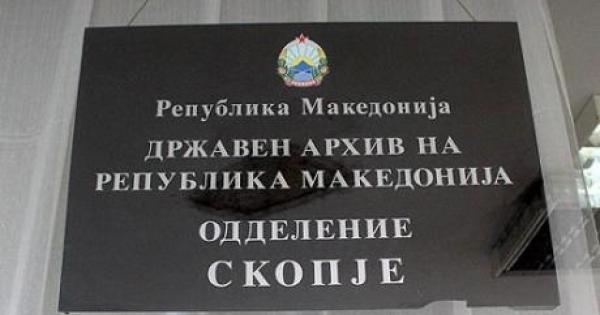 Република Македонија
ДРЖАВЕН АРХИВ НА
РЕПУБЛИКА МАКЕДОНИЈА
ОДДЕЛЕНИЕ
СКОПЈЕ